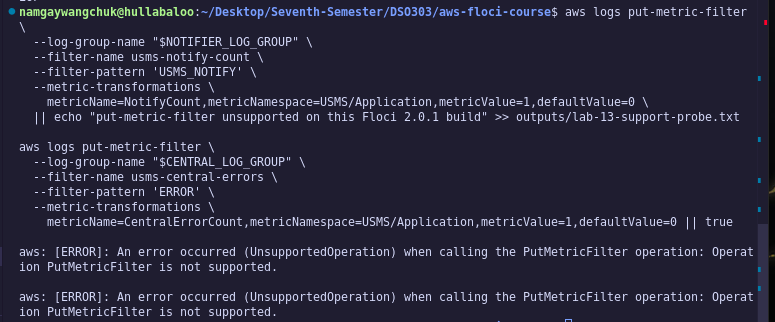 namgaywangchuk@hullabaloo:~/Desktop/Seventh-Semester/DSO303/aws-floci-course$ aws logs put-metric-filter
\
  --log-group-name "$NOTIFIER_LOG_GROUP" \
  --filter-name usms-notify-count \
  --filter-pattern 'USMS_NOTIFY' \
  --metric-transformations \
    metricName=NotifyCount,metricNamespace=USMS/Application,metricValue=1,defaultValue=0 \
  || echo "put-metric-filter unsupported on this Floci 2.0.1 build" >> outputs/lab-13-support-probe.txt
aws logs put-metric-filter \
  --log-group-name "$CENTRAL_LOG_GROUP" \
  --filter-name usms-central-errors \
  --filter-pattern 'ERROR' \
  --metric-transformations \
    metricName=CentralErrorCount,metricNamespace=USMS/Application,metricValue=1,defaultValue=0 || true
aws: [ERROR]: An error occurred (UnsupportedOperation) when calling the PutMetricFilter operation: Operat
ion PutMetricFilter is not supported.
aws: [ERROR]: An error occurred (UnsupportedOperation) when calling the PutMetricFilter operation: Operat
ion PutMetricFilter is not supported.